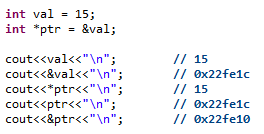 int val = 15;
int *ptr = &val;
cout<<val<<"\n"; // 15
cout<<&val<<"\n"; // 0x22fe1c
cout<<*ptr<<"\n"; // 15
cout<<ptr<<"\n"; // 0x22fe1c
cout<<&ptr<<"\n"; // 0x22fe10